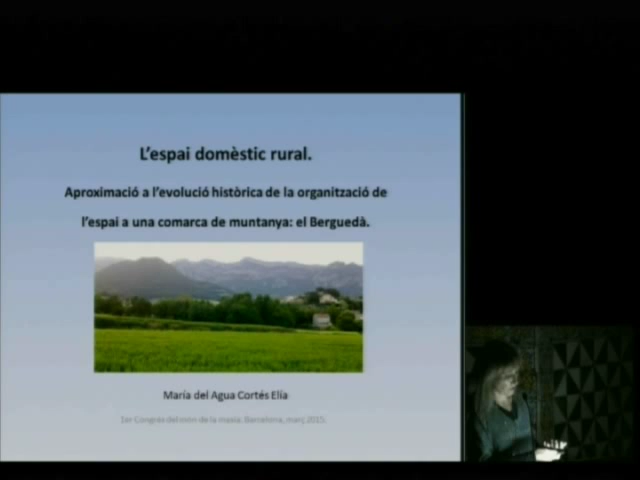 L'espai domèstic rural.
Aproximació a l'evolució històrica de la organització de
l'espai a una comarca de muntanya: el Berguedà.
María del Agua Cortés Elía
1er Congrés del món de la masia. Barcelona, març 2015.